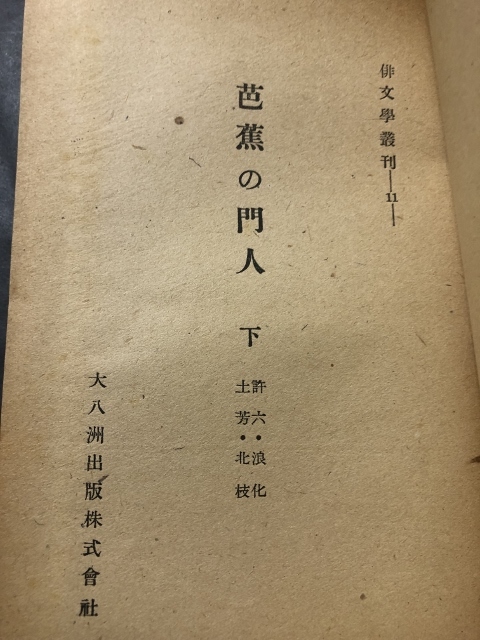 俳文學叢刊―11―
芭蕉の門人 下
許六・浪化
土芳・北枝
大八洲出版株式會社